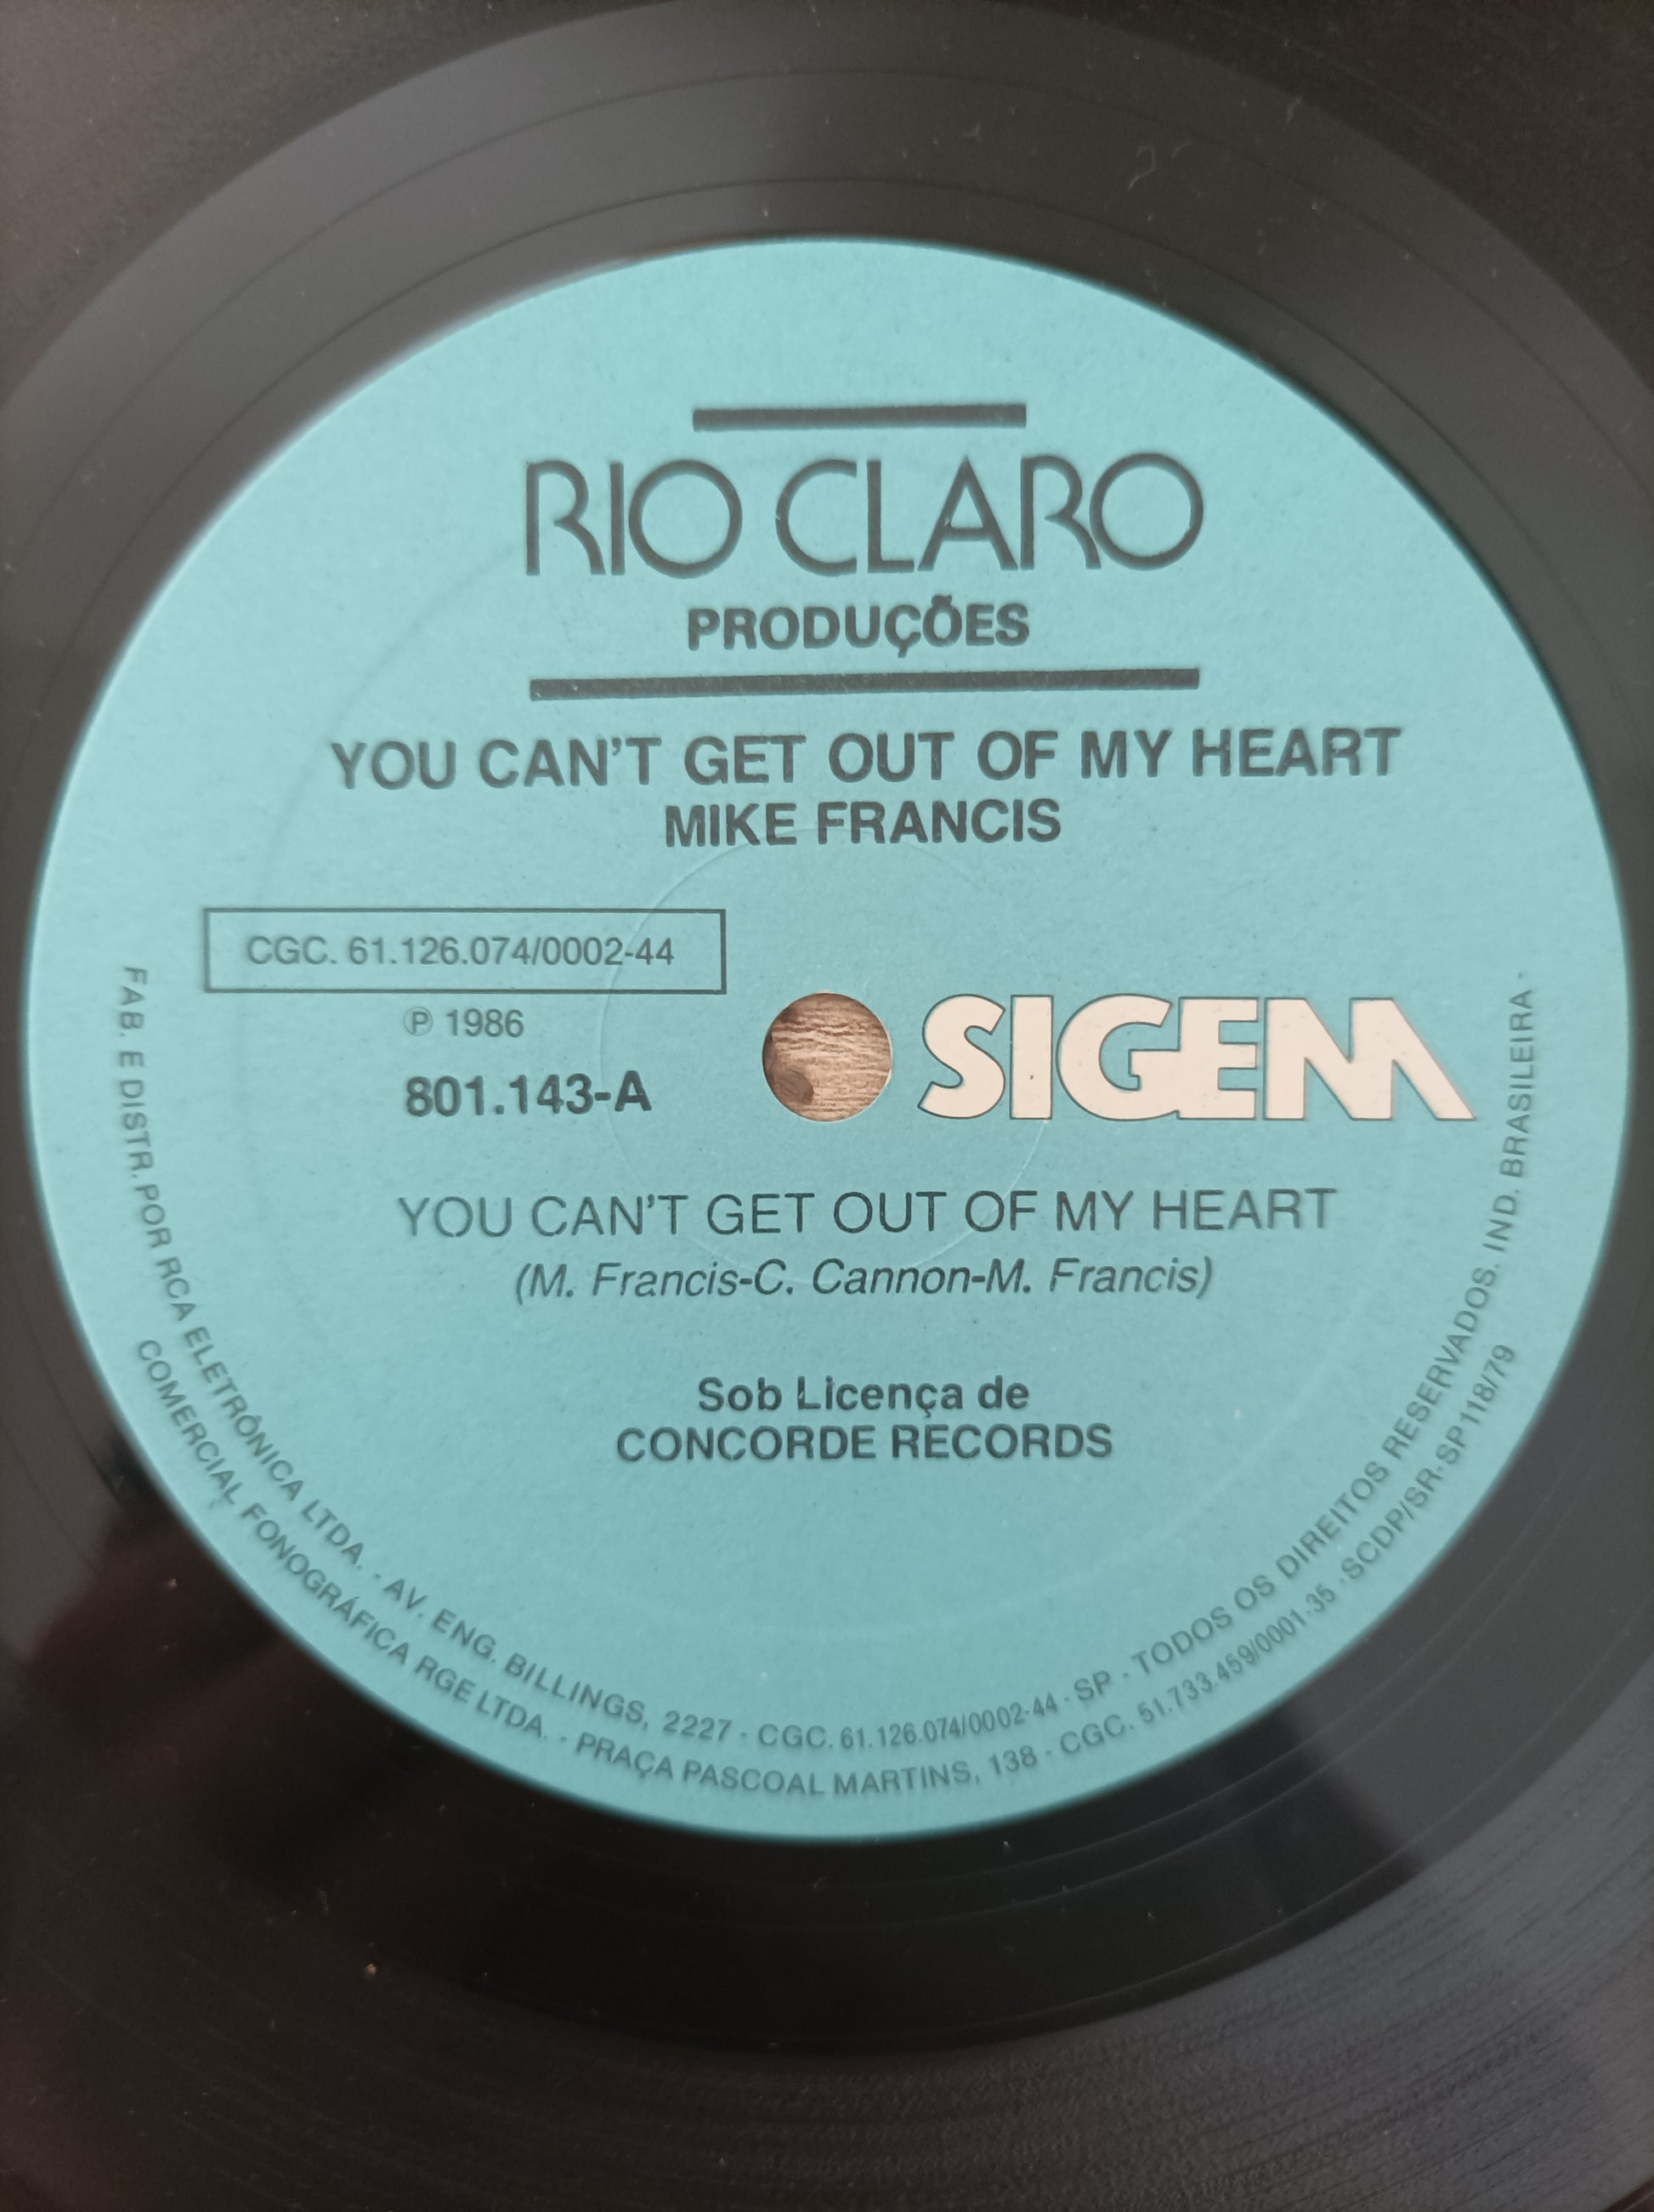 RIO CLARO
PRODUÇÕES
YOU CAN'T GET OUT OF MY HEART
MIKE FRANCIS
CGC. 61.126.074/0002-44
℗ 1986
801.143-A
SIGEM
YOU CAN'T GET OUT OF MY HEART
(M. Francis-C. Cannon-M. Francis)
Sob Licença de
CONCORDE RECORDS
FAB. E DISTR. POR RCA ELETRÔNICA LTDA. - AV. ENG. BILLINGS, 2227 - CGC. 61.126.074/0002-44 - SP - TODOS OS DIREITOS RESERVADOS. IND. BRASILEIRA -
COMERCIAL FONOGRÁFICA RGE LTDA. - PRAÇA PASCOAL MARTINS, 138 - CGC. 51.733.459/0001-35 - SCDP/SR-SP 118/79